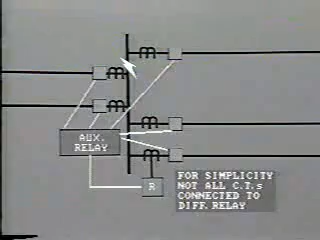 AUX.
RELAY
R
FOR SIMPLICITY
NOT ALL C.T.s
CONNECTED TO
DIFF. RELAY